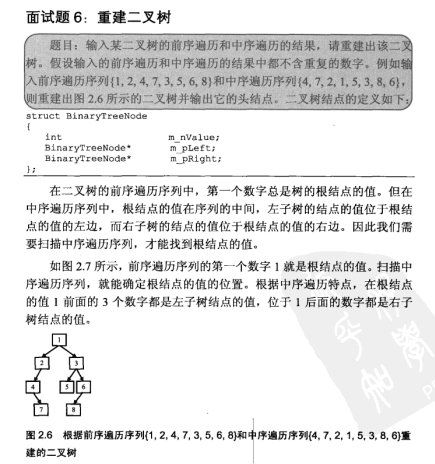 面试题 6：重建二叉树
题目：输入某二叉树的前序遍历和中序遍历的结果，请重建出该二叉
树。假设输入的前序遍历和中序遍历的结果中都不含重复的数字。例如输
入前序遍历序列{1, 2, 4, 7, 3, 5, 6, 8}和中序遍历序列{4, 7, 2, 1, 5, 3, 8, 6},
则重建出图 2.6 所示的二叉树并输出它的头结点。二叉树结点的定义如下：
struct BinaryTreeNode
{
int m_nValue;
BinaryTreeNode* m_pLeft;
BinaryTreeNode* m_pRight;
};
在二叉树的前序遍历序列中，第一个数字总是树的根结点的值。但在
中序遍历序列中，根结点的值在序列的中间，左子树的结点的值位于根结
点的值的左边，而右子树的结点的值位于根结点的值的右边。因此我们需
要扫描中序遍历序列，才能找到根结点的值。
如图 2.7 所示，前序遍历序列的第一个数字 1 就是根结点的值。扫描中
序遍历序列，就能确定根结点的值的位置。根据中序遍历特点，在根结点
的值 1 前面的 3 个数字都是左子树结点的值，位于 1 后面的数字都是右子
树结点的值。
1
2 3
4 5 6
7 8
图 2.6 根据前序遍历序列{1, 2, 4, 7, 3, 5, 6, 8}和中序遍历序列{4, 7, 2, 1, 5, 3, 8, 6}重
建的二叉树